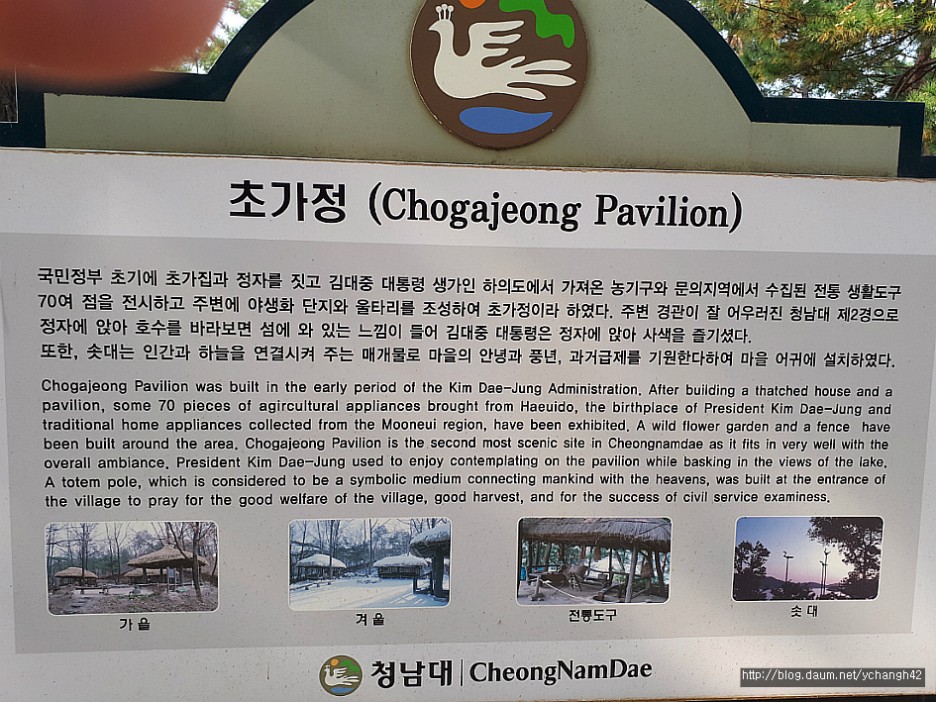 초가정 (Chogajeong Pavilion)
국민정부 초기에 초가집과 정자를 짓고 김대중 대통령 생가인 하의도에서 가져온 농기구와 문의지역에서 수집된 전통 생활도구
70여 점을 전시하고 주변에 야생화 단지와 울타리를 조성하여 초가정이라 하였다. 주변 경관이 잘 어우러진 청남대 제2경으로
정자에 앉아 호수를 바라보면 섬에 와 있는 느낌이 들어 김대중 대통령은 정자에 앉아 사색을 즐기셨다.
또한, 솟대는 인간과 하늘을 연결시켜 주는 매개물로 마을의 안녕과 풍년, 과거급제를 기원한다하여 마을 어귀에 설치하였다.
Chogajeong Pavilion was built in the early period of the Kim Dae-Jung Administration. After building a thatched house and a
pavilion, some 70 pieces of agircultural appliances brought from Haeuido, the birthplace of President Kim Dae-Jung and
traditional home appliances collected from the Mooneui region, have been exhibited. A wild flower garden and a fence have
been built around the area. Chogajeong Pavilion is the second most scenic site in Cheongnamdae as it fits in very well with the
overall ambiance. President Kim Dae-Jung used to enjoy contemplating on the pavilion while basking in the views of the lake.
A totem pole, which is considered to be a symbolic medium connecting mankind with the heavens, was built at the entrance of
the village to pray for the good welfare of the village, good harvest, and for the success of civil service examiness.
가을 겨울 전통도구 솟대
청남대 | CheongNamDae
http://blog.daum.net/ychangh42